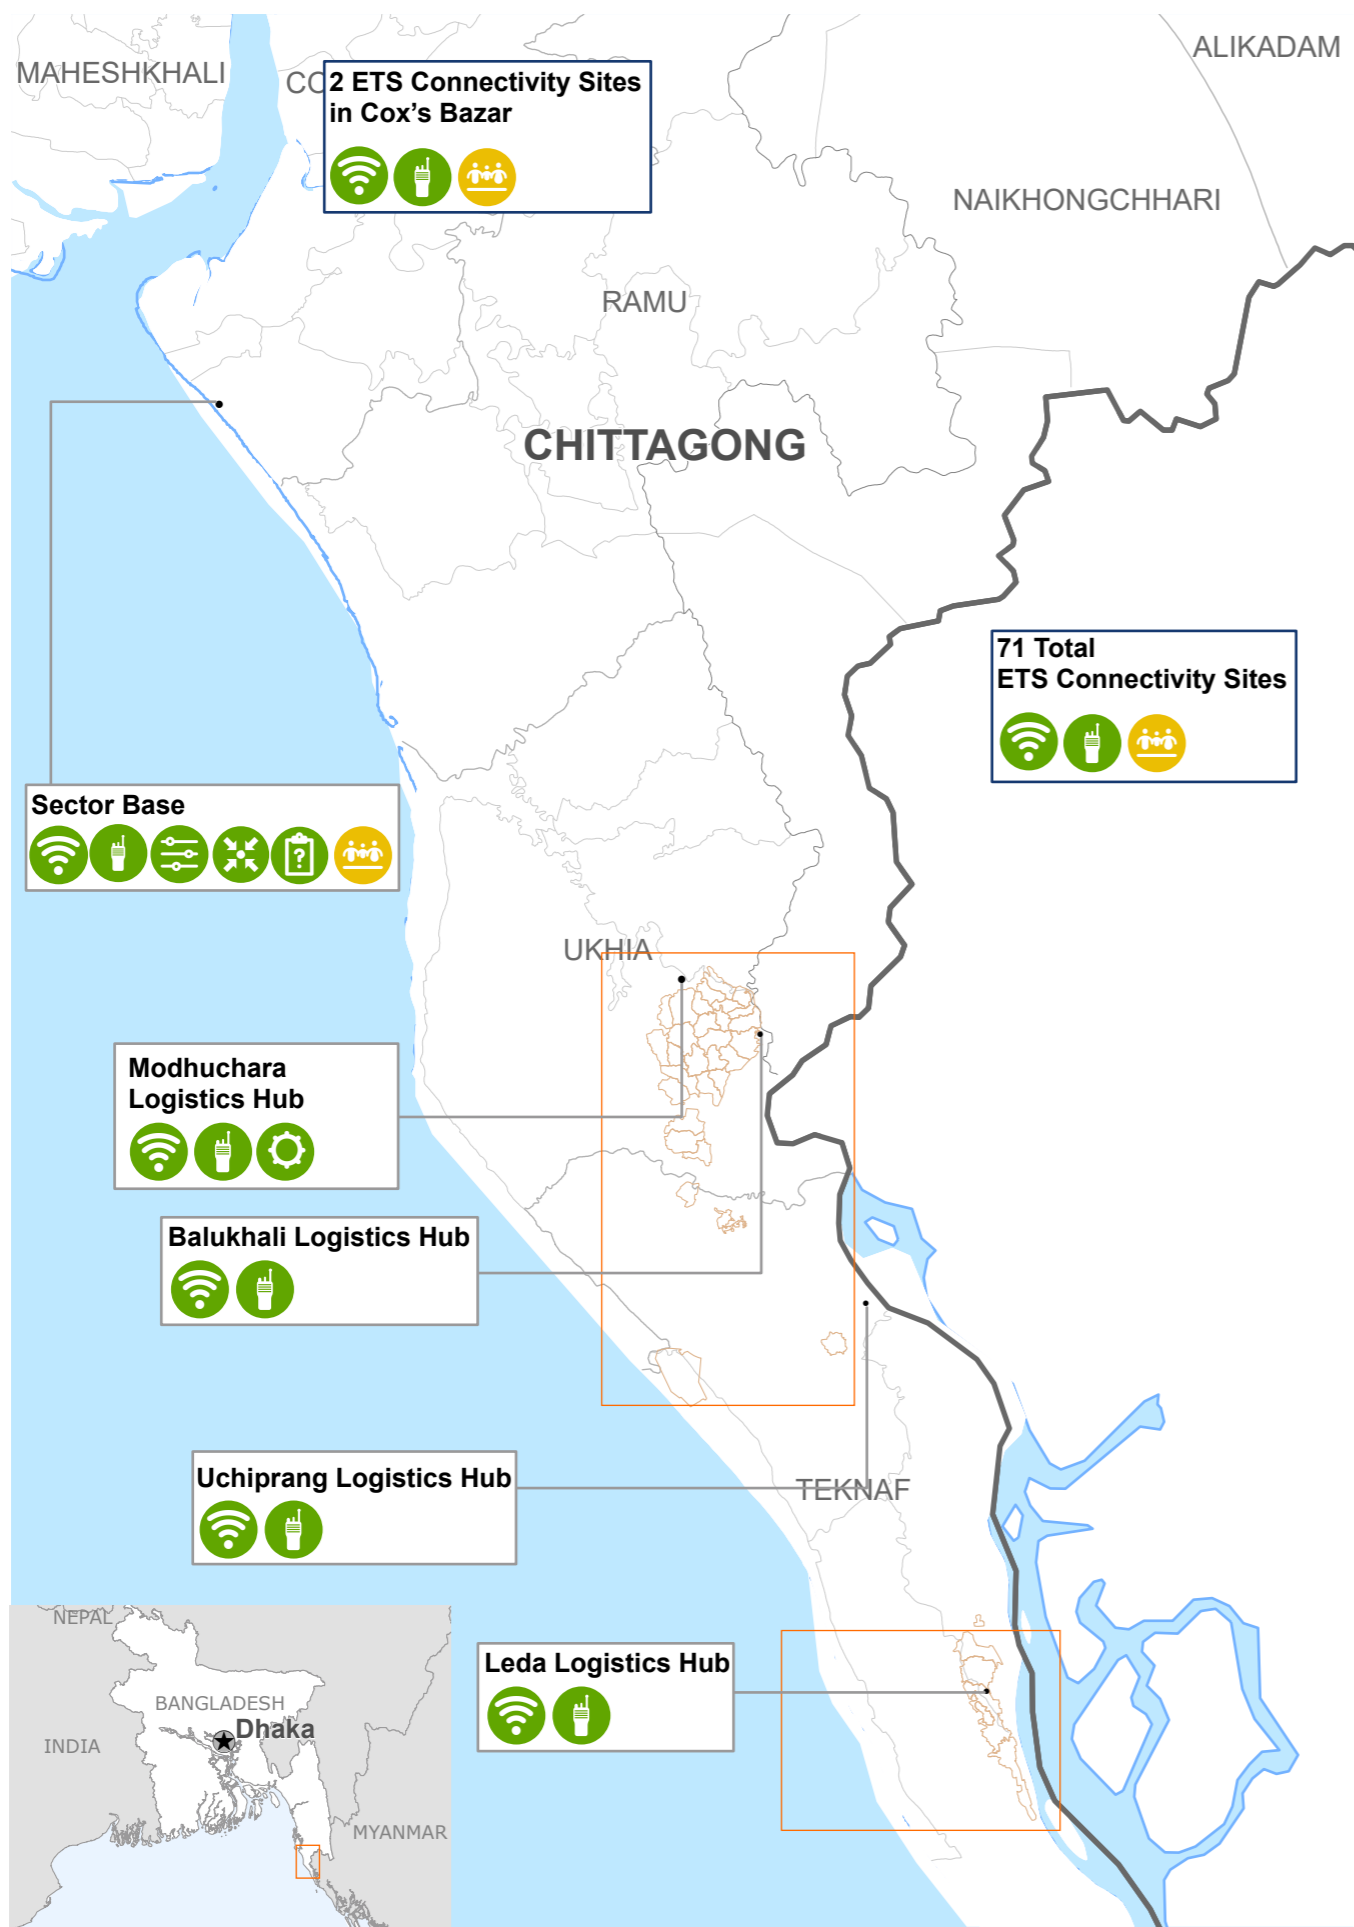 MAHESHKHALI
CO
2 ETS Connectivity Sites
in Cox's Bazar
ALIKADAM
NAIKHONGCHHARI
RAMU
CHITTAGONG
71 Total
ETS Connectivity Sites
Sector Base
?
UKHIA
Modhuchara
Logistics Hub
Balukhali Logistics Hub
Uchiprang Logistics Hub
TEKNAF
Leda Logistics Hub
NEPAL
BANGLADESH
Dhaka
INDIA
MYANMAR